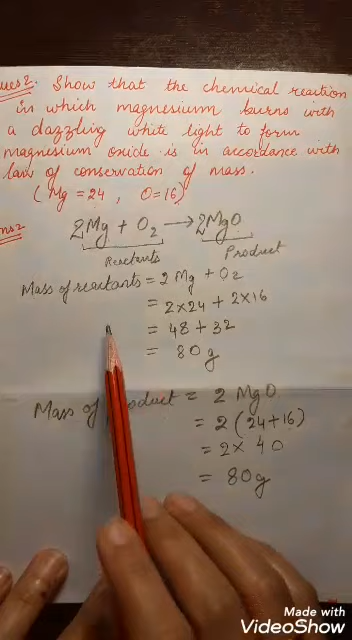 Ques 2. Show that the chemical reaction
in which magnesium burns with
a dazzling white light to form
magnesium oxide is in accordance with
law of conservation of mass.
(Mg = 24 , O = 16)
Ans 2 2Mg + O₂ → 2MgO
Reactants Product
Mass of reactants = 2 Mg + O₂
= 2×24 + 2×16
= 48 + 32
= 80 g
Mass of product = 2 MgO
= 2 (24+16)
= 2 × 40
= 80g
Made with
VideoShow